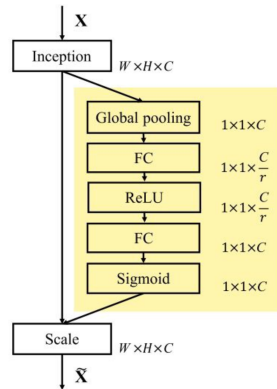 X
Inception
W×H×C
Global pooling
1×1×C
FC
1×1×C/r
ReLU
1×1×C/r
FC
1×1×C
Sigmoid
1×1×C
Scale
W×H×C
X̃